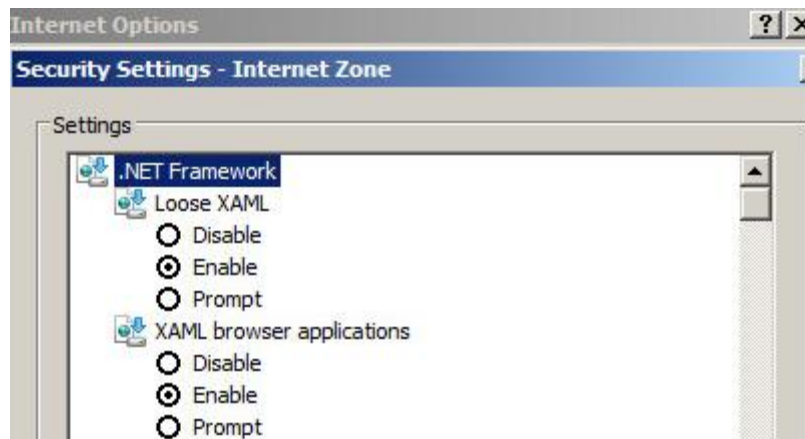 Internet Options
Security Settings - Internet Zone
Settings
.NET Framework
Loose XAML
Disable
Enable
Prompt
XAML browser applications
Disable
Enable
Prompt